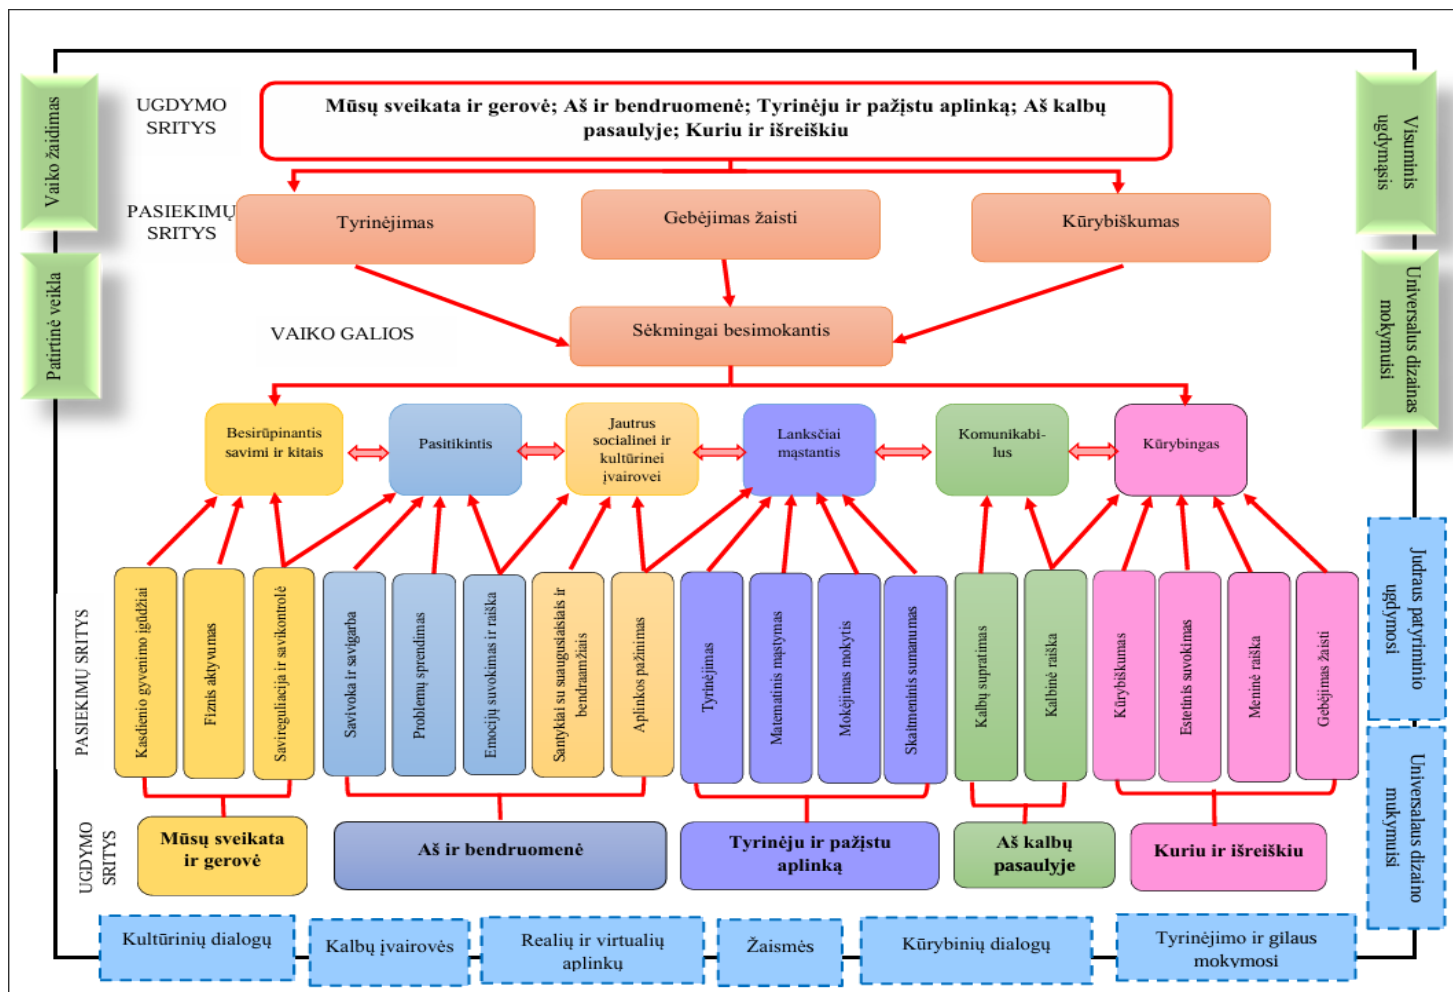 UGDYMO
SRITYS
Mūsų sveikata ir gerovė; Aš ir bendruomenė; Tyrinėju ir pažįstu aplinką; Aš kalbų
pasaulyje; Kuriu ir išreiškiu
Vaiko žaidimas
Visuminis
ugdymąsis
PASIEKIMŲ
SRITYS
Tyrinėjimas
Gebėjimas žaisti
Kūrybiškumas
Patirtinė veikla
Universalus dizainas
mokymuisi
VAIKO GALIOS
Sėkmingai besimokantis
Besirūpinantis
savimi ir kitais
Pasitikintis
Jautrus
socialinei ir
kultūrinei
įvairovei
Lanksčiai
mąstantis
Komunikabi-
lus
Kūrybingas
PASIEKIMŲ SRITYS
Kasdienio gyvenimo įgūdžiai
Fiznis aktyvumas
Savireguliacija ir savikontrolė
Savivoka ir savigarba
Problemų sprendimas
Emocijų suvokimas ir raiška
Santykiai su suaugusiaisiais ir
bendraamžiais
Aplinkos pažinimas
Tyrinėjimas
Matematinis mąstymas
Mokėjimas mokytis
Skaitmeninis sumanumas
Kalbų supratimas
Kalbinė raiška
Kūrybiškumas
Estetinis suvokimas
Meninė raiška
Gebėjimas žaisti
Judraus patyriminio
ugdymosi
UGDYMO
SRITYS
Mūsų sveikata
ir gerovė
Aš ir bendruomenė
Tyrinėju ir pažįstu
aplinką
Aš kalbų
pasaulyje
Kuriu ir išreiškiu
Universalaus dizaino
mukymuisi
Kultūrinių dialogų
Kalbų įvairovės
Realių ir virtualių
aplinkų
Žaismės
Kūrybinių dialogų
Tyrinėjimo ir gilaus
mokymosi